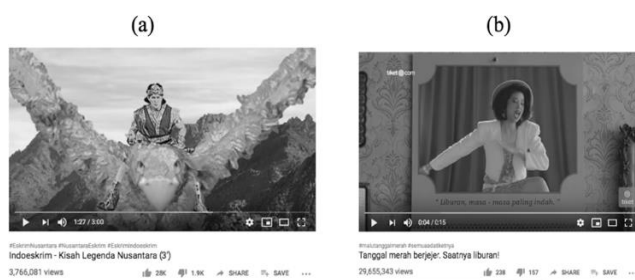 (a)
(b)
tiket.com
" Liburan, masa - masa paling indah. "
1:27 / 3:00
0:04 / 0:15
#EskrimNusantara #NusantaraEskrim #EskrimIndoeskrim
Indoeskrim - Kisah Legenda Nusantara (3')
3,766,081 views
28K
1.9K
SHARE
SAVE
Tanggal merah berjejer. Saatnya liburan!
29,655,343 views
238
157
SHARE
SAVE